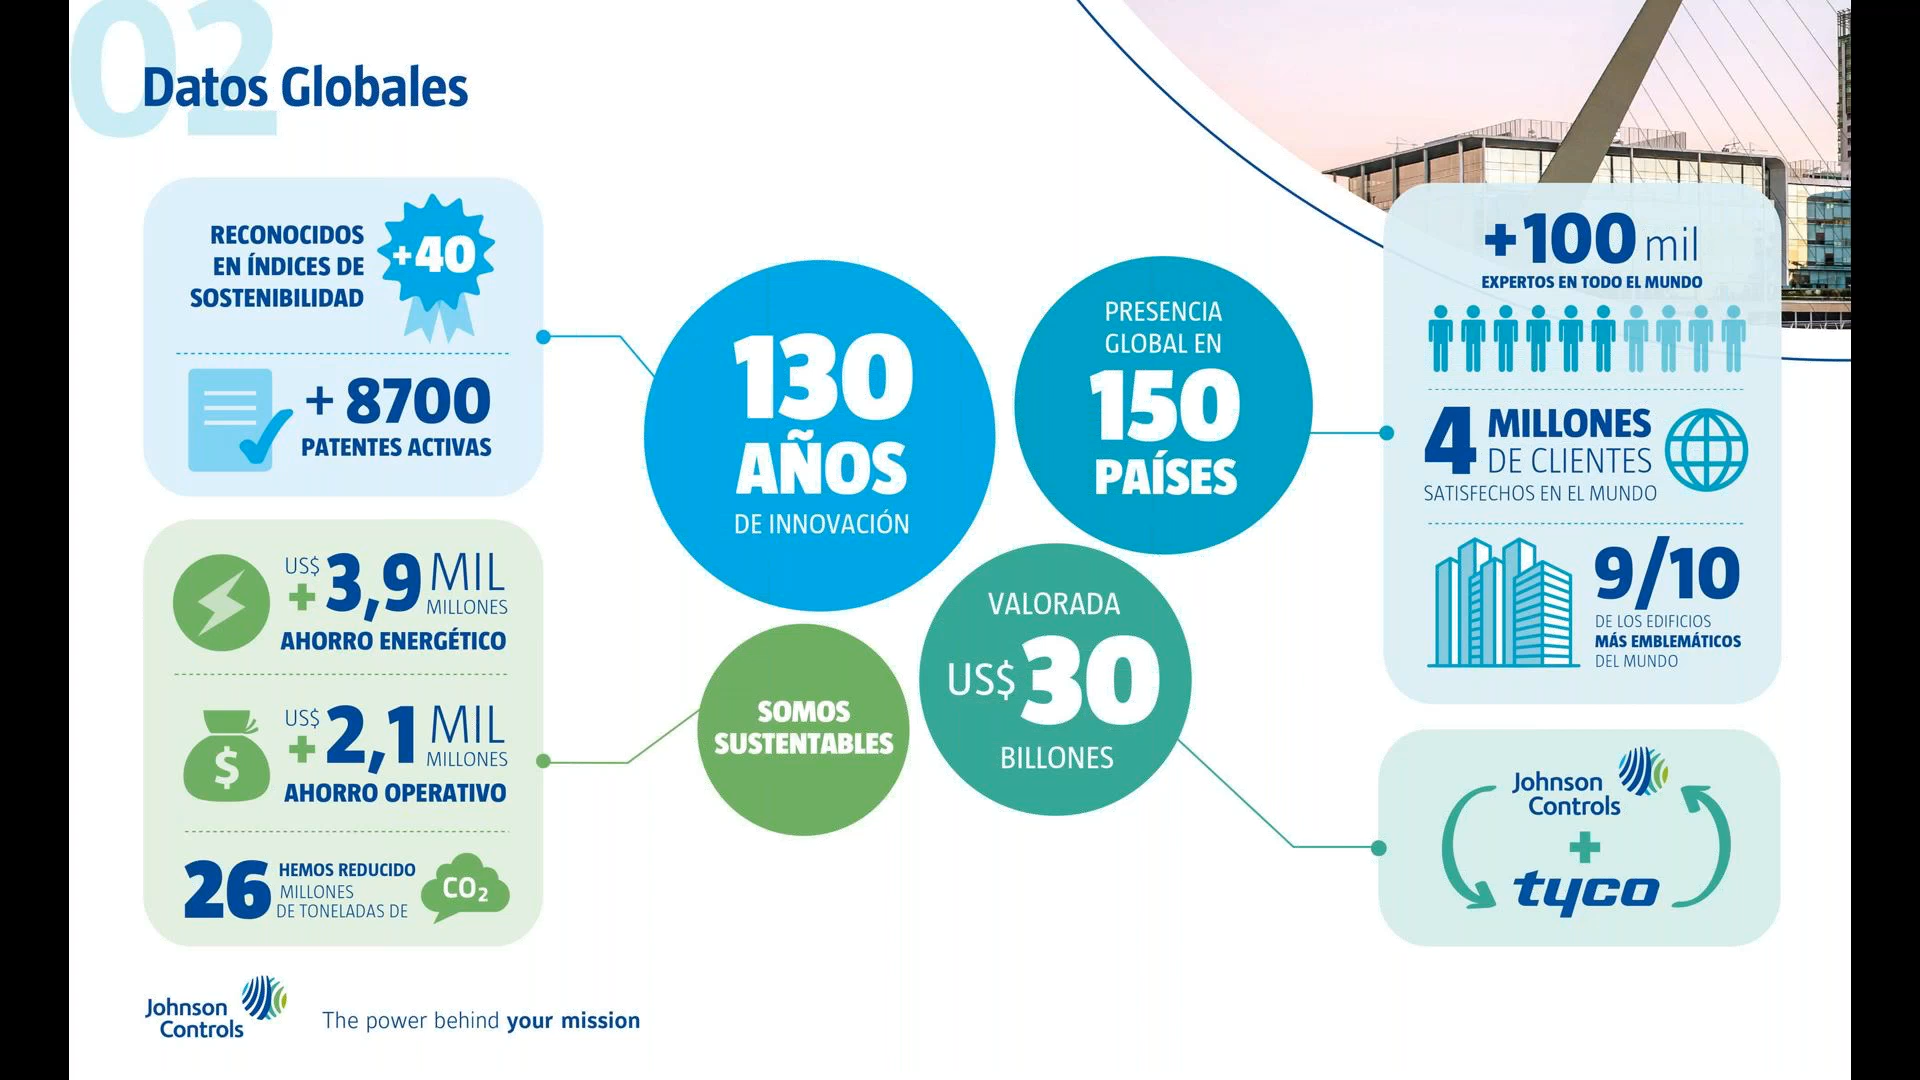 02
Datos Globales
RECONOCIDOS
EN ÍNDICES DE
SOSTENIBILIDAD
+40
+ 8700
PATENTES ACTIVAS
US$ + 3,9 MIL
MILLONES
AHORRO ENERGÉTICO
US$ + 2,1 MIL
MILLONES
AHORRO OPERATIVO
$
26 HEMOS REDUCIDO
MILLONES
DE TONELADAS DE
CO2
130
AÑOS
DE INNOVACIÓN
PRESENCIA
GLOBAL EN
150
PAÍSES
SOMOS
SUSTENTABLES
VALORADA
US$ 30
BILLONES
+100 mil
EXPERTOS EN TODO EL MUNDO
4 MILLONES
DE CLIENTES
SATISFECHOS EN EL MUNDO
9/10
DE LOS EDIFICIOS
MÁS EMBLEMÁTICOS
DEL MUNDO
Johnson
Controls
+
tyco
Johnson
Controls
The power behind your mission